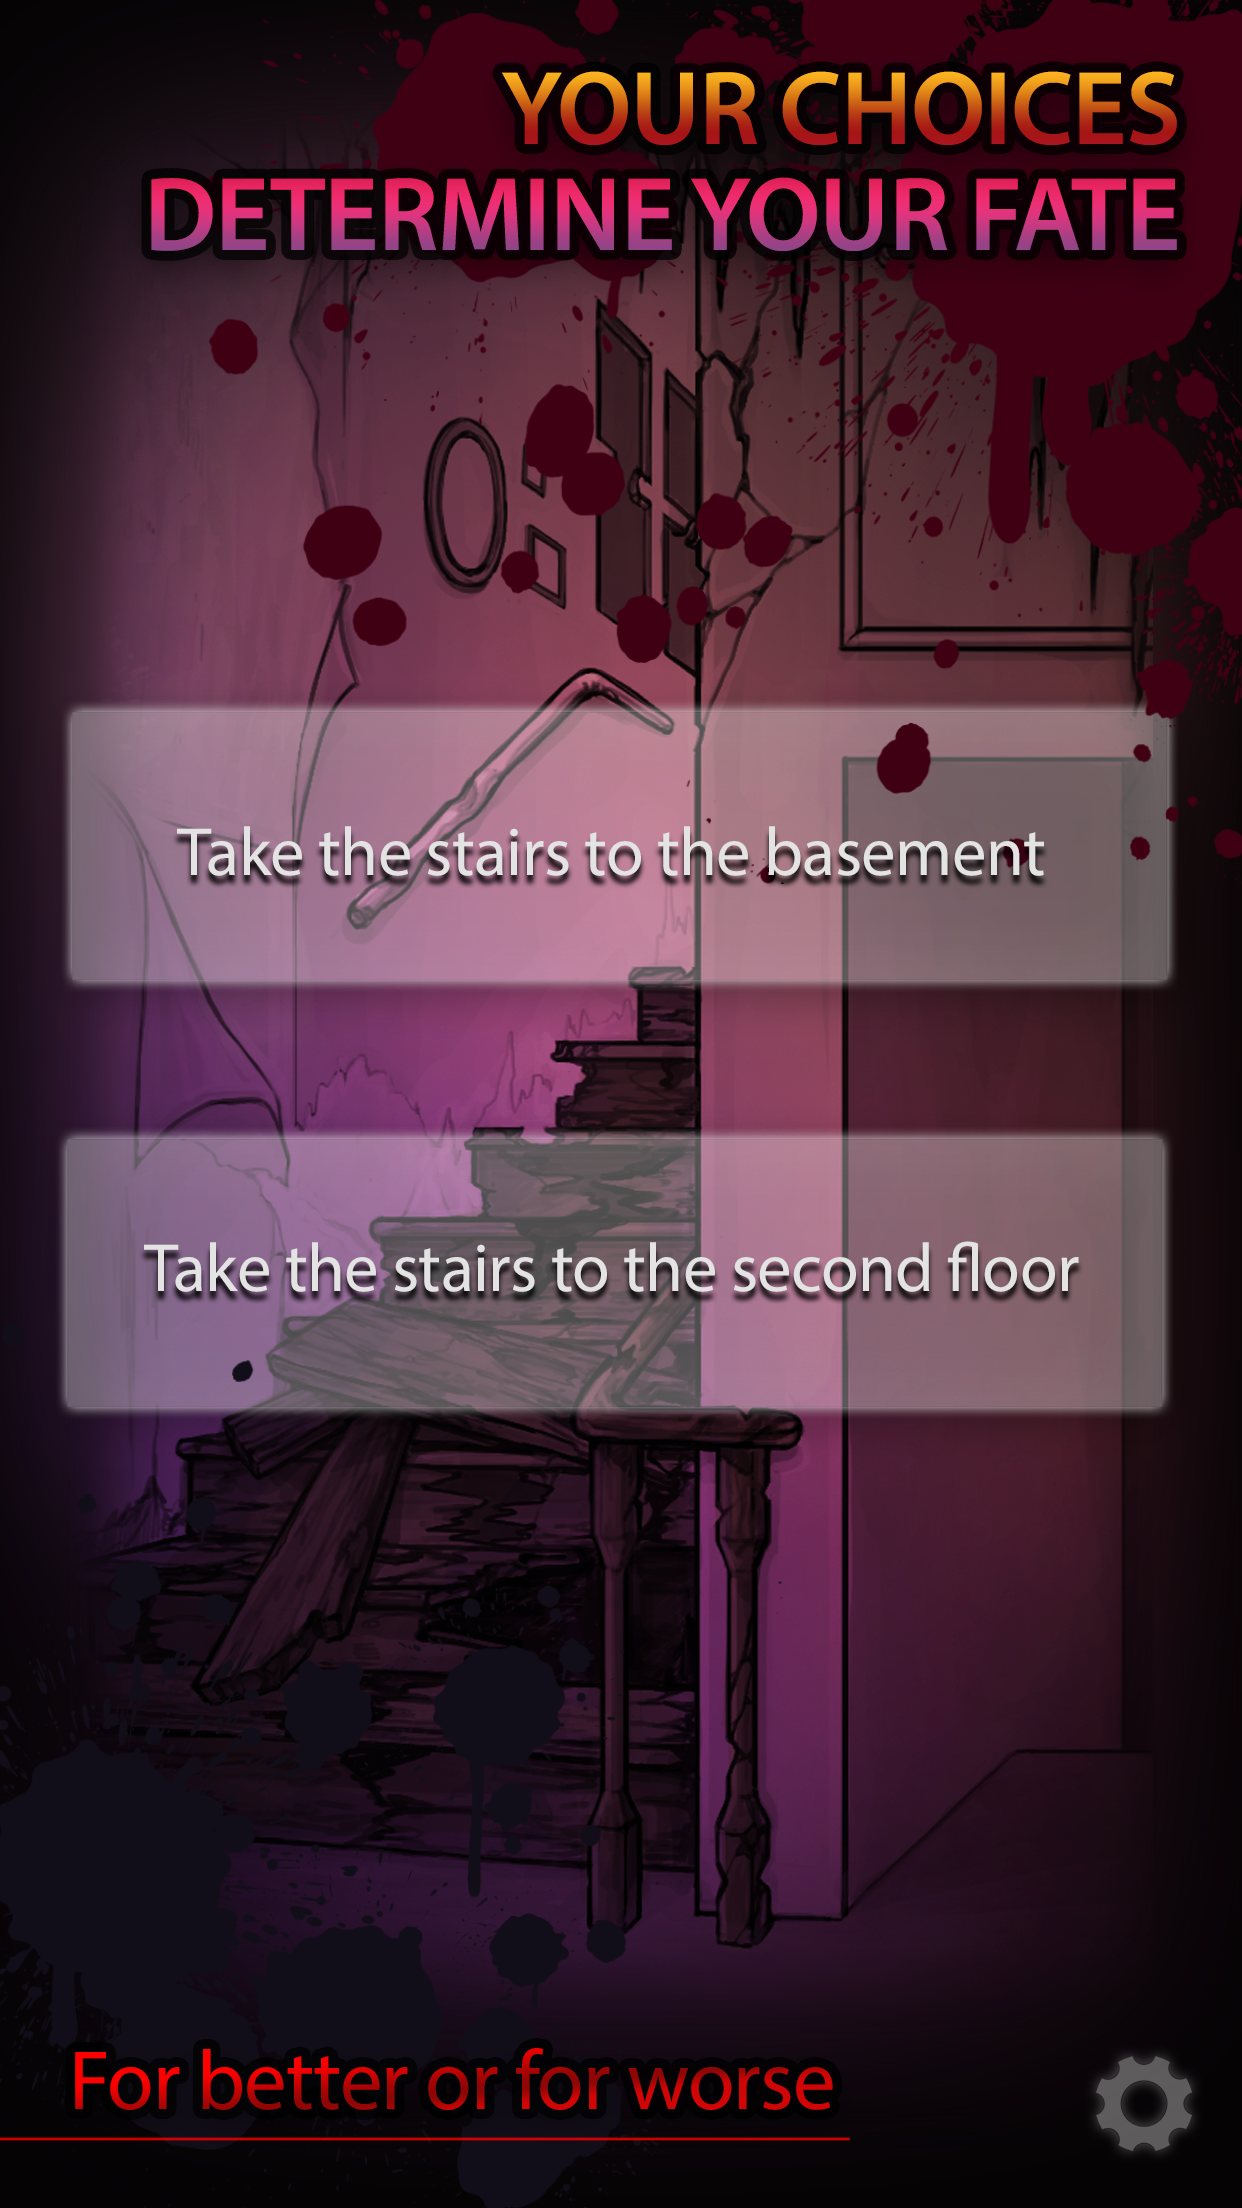 YOUR CHOICES
DETERMINE YOUR FATE
Take the stairs to the basement
Take the stairs to the second floor
For better or for worse